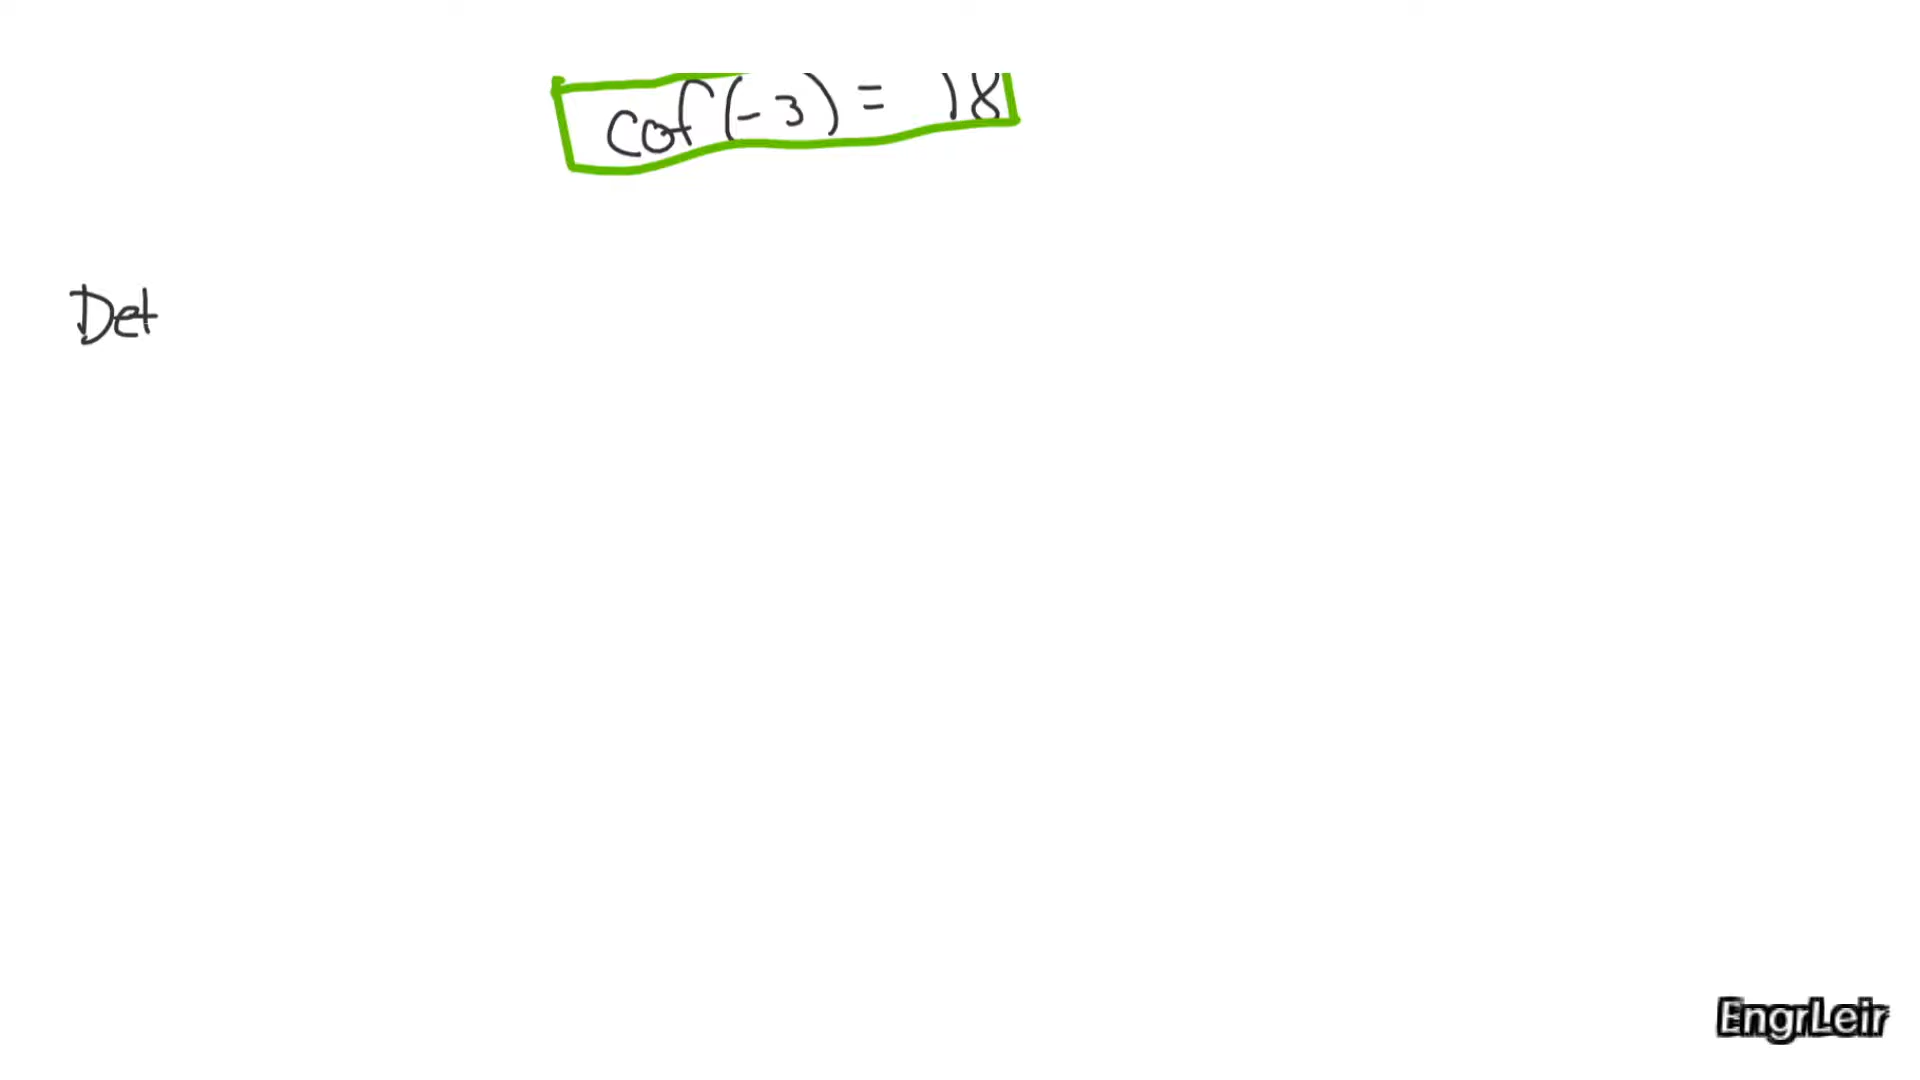 cof(-3) = 18
Det
EngrLeir